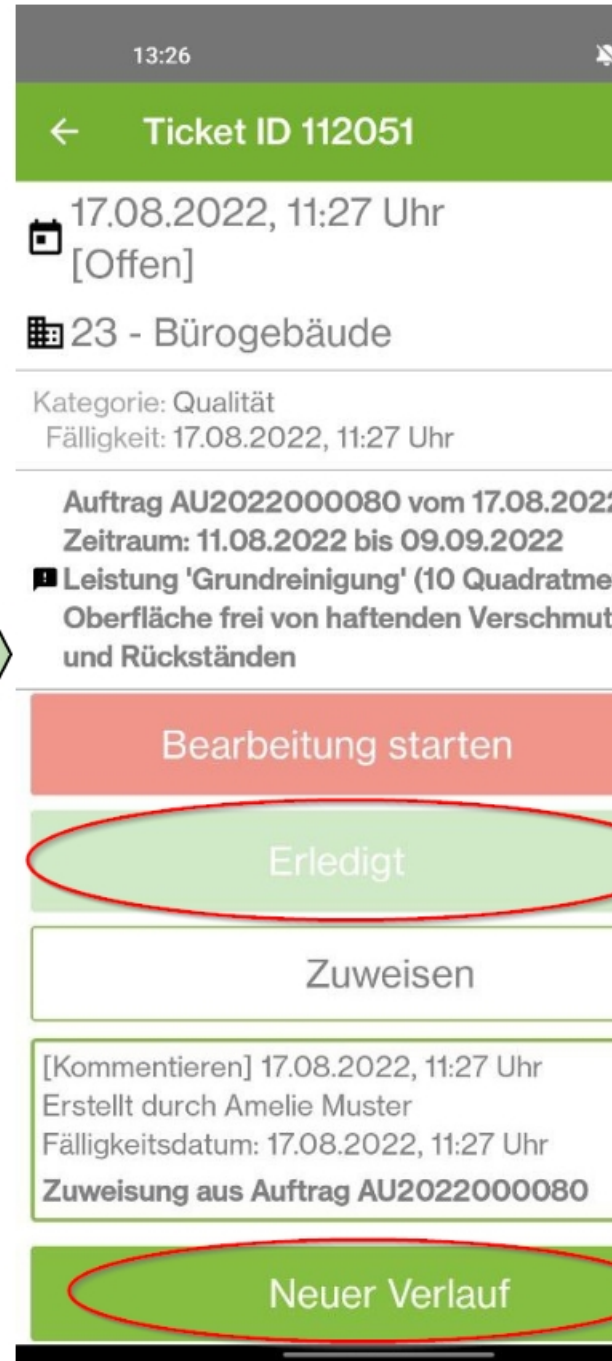 13:26
Ticket ID 112051
17.08.2022, 11:27 Uhr
[Offen]
23 - Bürogebäude
Kategorie: Qualität
Fälligkeit: 17.08.2022, 11:27 Uhr
Auftrag AU2022000080 vom 17.08.2022
Zeitraum: 11.08.2022 bis 09.09.2022
Leistung 'Grundreinigung' (10 Quadratme
Oberfläche frei von haftenden Verschmut
und Rückständen
Bearbeitung starten
Erledigt
Zuweisen
[Kommentieren] 17.08.2022, 11:27 Uhr
Erstellt durch Amelie Muster
Fälligkeitsdatum: 17.08.2022, 11:27 Uhr
Zuweisung aus Auftrag AU2022000080
Neuer Verlauf